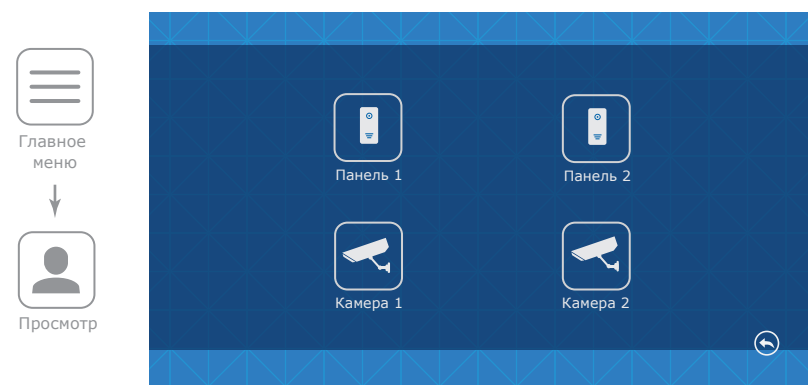 Главное
меню
Просмотр
Панель 1
Панель 2
Камера 1
Камера 2